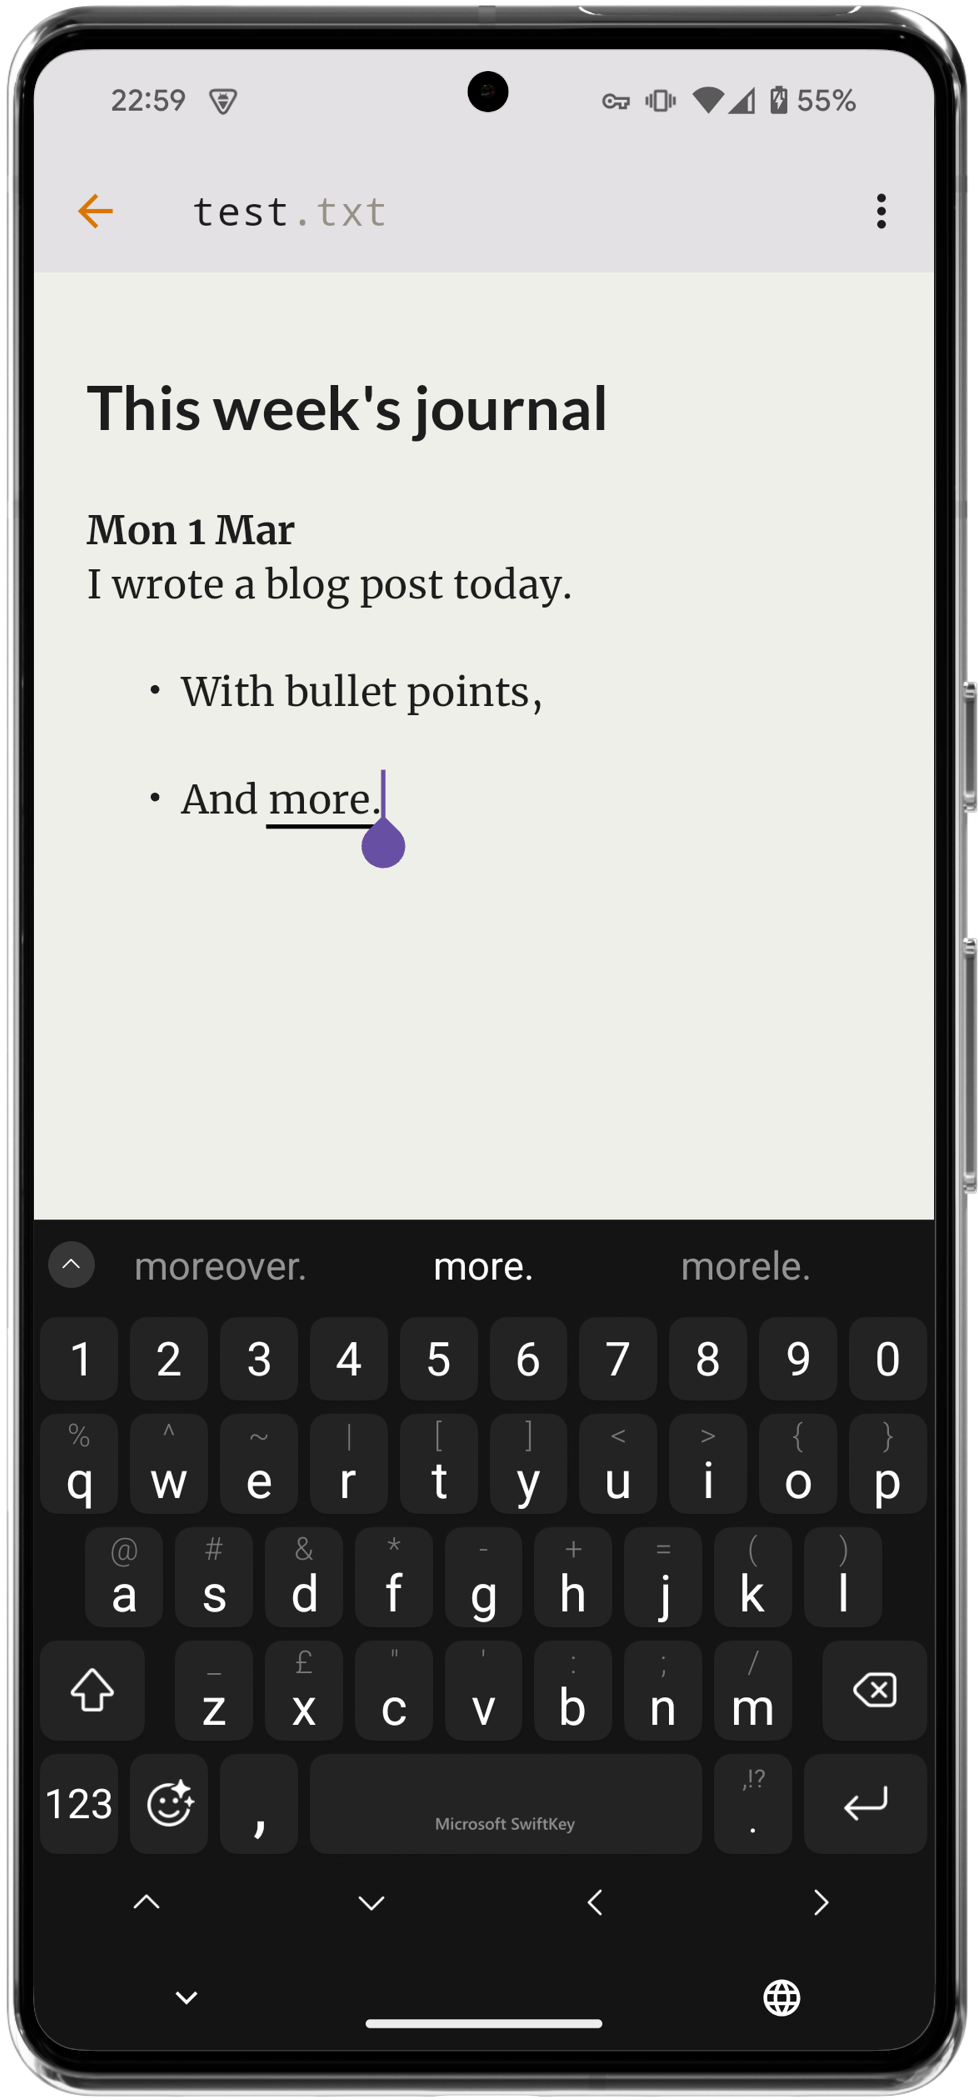 22:59 55%
test.txt
This week's journal
Mon 1 Mar
I wrote a blog post today.
• With bullet points,
• And more.
moreover. more. morele.
1 2 3 4 5 6 7 8 9 0
% ^ ~ | [ ] < > { }
q w e r t y u i o p
@ # & * - + = ( )
a s d f g h j k l
_ £ " ' : ; /
z x c v b n m
,!?
123 , Microsoft SwiftKey .